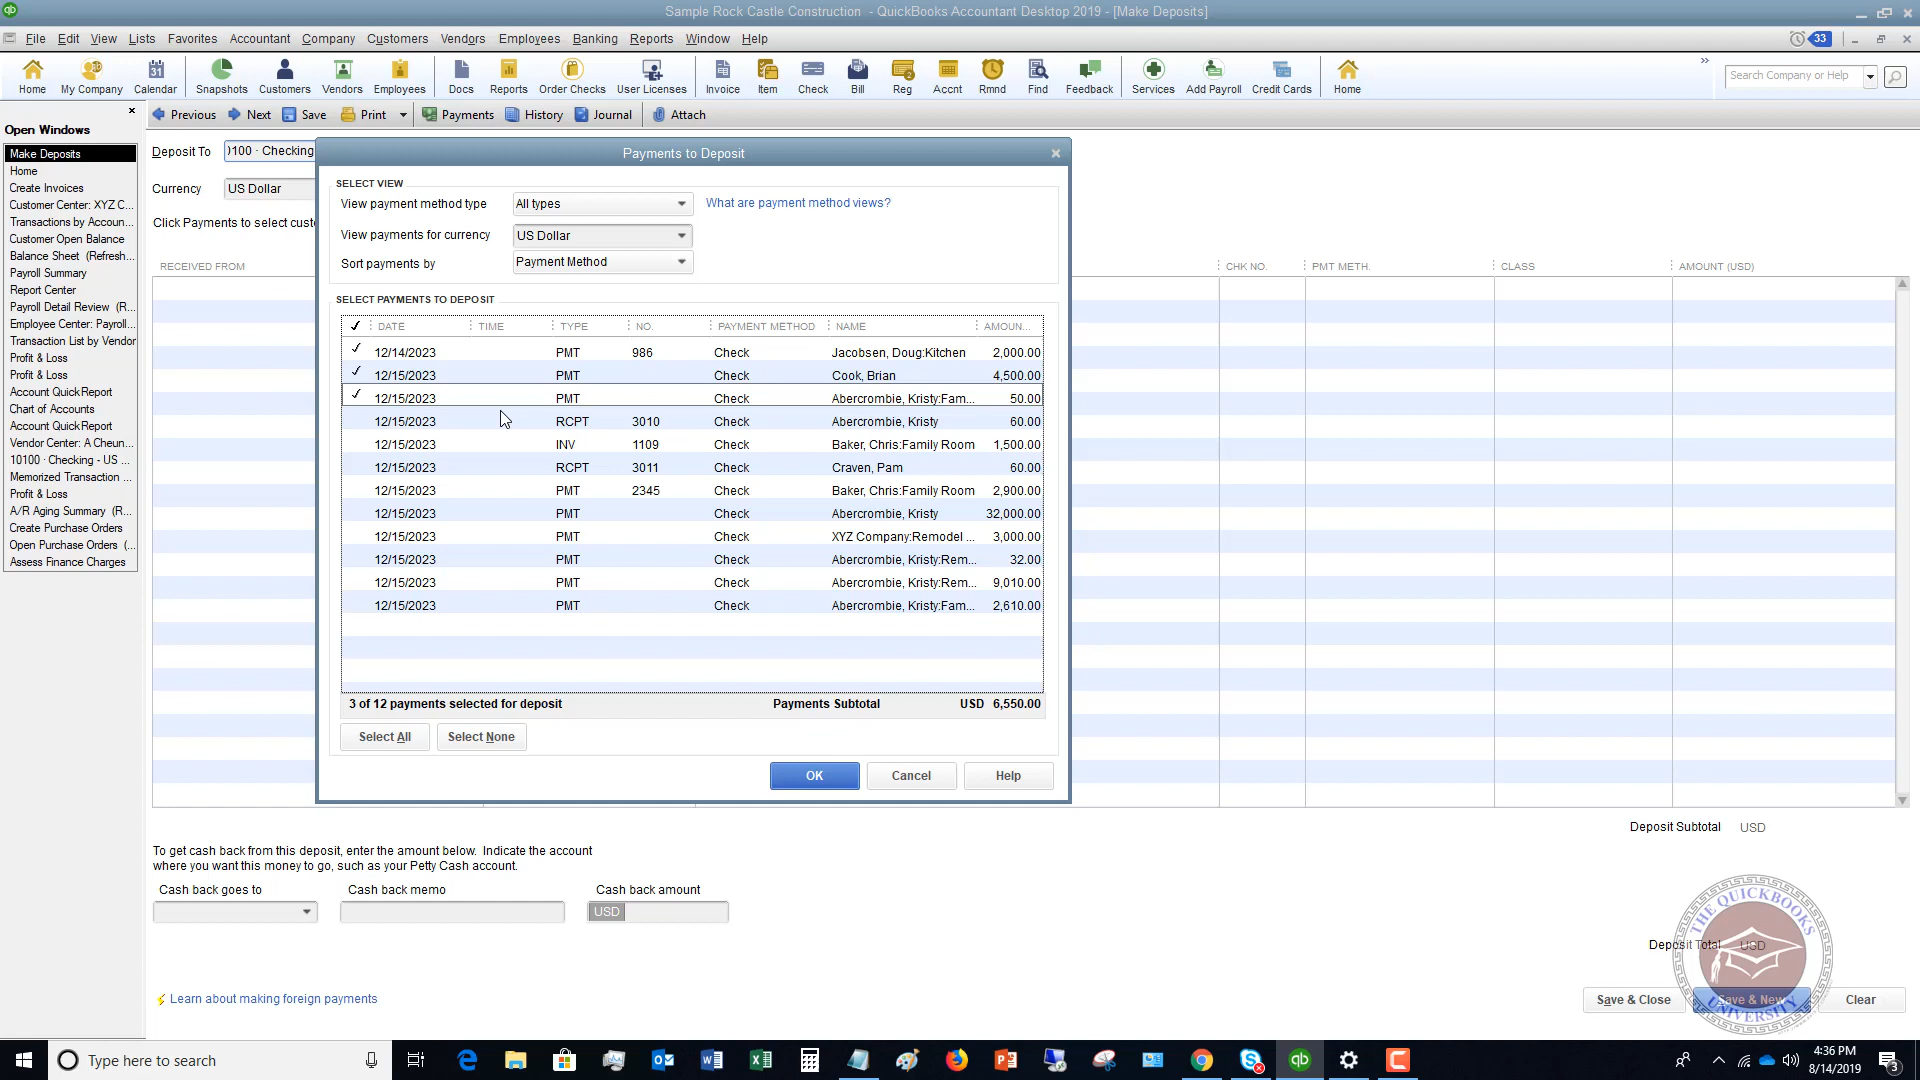 Sample Rock Castle Construction - QuickBooks Accountant Desktop 2019 - [Make Deposits]
File Edit View Lists Favorites Accountant Company Customers Vendors Employees Banking Reports Window Help
33
Home My Company Calendar Snapshots Customers Vendors Employees Docs Reports Order Checks User Licenses Invoice Item Check Bill Reg Accnt Rmnd Find Feedback Services Add Payroll Credit Cards Home
Search Company or Help
Previous Next Save Print Payments History Journal Attach
Open Windows
Make Deposits
Home
Create Invoices
Customer Center: XYZ C...
Transactions by Accoun...
Customer Open Balance
Balance Sheet (Refresh...
Payroll Summary
Report Center
Payroll Detail Review (R...
Employee Center: Payroll...
Transaction List by Vendor
Profit & Loss
Profit & Loss
Account QuickReport
Chart of Accounts
Account QuickReport
Vendor Center: A Cheun...
10100 · Checking - US ...
Memorized Transaction ...
Profit & Loss
A/R Aging Summary (R...
Create Purchase Orders
Open Purchase Orders (...
Assess Finance Charges
Deposit To )100 · Checking
Currency US Dollar
Click Payments to select custo
RECEIVED FROM CHK NO. PMT METH. CLASS AMOUNT (USD)
Payments to Deposit
SELECT VIEW
View payment method type All types What are payment method views?
View payments for currency US Dollar
Sort payments by Payment Method
SELECT PAYMENTS TO DEPOSIT
✓ DATE TIME TYPE NO. PAYMENT METHOD NAME AMOUN...
✓ 12/14/2023 PMT 986 Check Jacobsen, Doug:Kitchen 2,000.00
✓ 12/15/2023 PMT Check Cook, Brian 4,500.00
✓ 12/15/2023 PMT Check Abercrombie, Kristy:Fam... 50.00
12/15/2023 RCPT 3010 Check Abercrombie, Kristy 60.00
12/15/2023 INV 1109 Check Baker, Chris:Family Room 1,500.00
12/15/2023 RCPT 3011 Check Craven, Pam 60.00
12/15/2023 PMT 2345 Check Baker, Chris:Family Room 2,900.00
12/15/2023 PMT Check Abercrombie, Kristy 32,000.00
12/15/2023 PMT Check XYZ Company:Remodel ... 3,000.00
12/15/2023 PMT Check Abercrombie, Kristy:Rem... 32.00
12/15/2023 PMT Check Abercrombie, Kristy:Rem... 9,010.00
12/15/2023 PMT Check Abercrombie, Kristy:Fam... 2,610.00
3 of 12 payments selected for deposit Payments Subtotal USD 6,550.00
Select All Select None
OK Cancel Help
Deposit Subtotal USD
To get cash back from this deposit, enter the amount below. Indicate the account
where you want this money to go, such as your Petty Cash account.
Cash back goes to Cash back memo Cash back amount
USD
Deposit Total USD
Learn about making foreign payments
Save & Close Save & New Clear
THE QUICKBOOKS UNIVERSITY
Type here to search
4:36 PM
8/14/2019
3